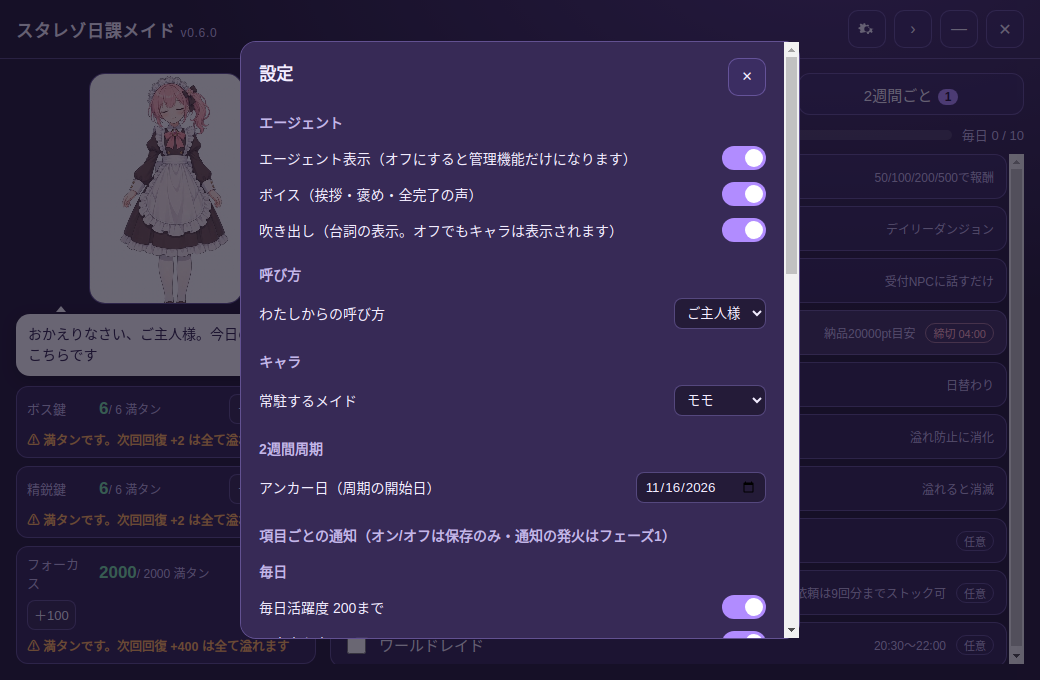 スタレゾ日課メイド v0.6.0
› — ✕
設定
✕
エージェント
エージェント表示（オフにすると管理機能だけになります）
ボイス（挨拶・褒め・全完了の声）
吹き出し（台詞の表示。オフでもキャラは表示されます）
呼び方
わたしからの呼び方 ご主人様
キャラ
常駐するメイド モモ
2週間周期
アンカー日（周期の開始日） 11/16/2026
項目ごとの通知（オン/オフは保存のみ・通知の発火はフェーズ1）
毎日
毎日活躍度 200まで
おかえりなさい、ご主人様。今日
こちらです
ボス鍵 6/ 6 満タン
⚠ 満タンです。次回回復 +2 は全て溢
精鋭鍵 6/ 6 満タン
⚠ 満タンです。次回回復 +2 は全て溢
フォーカス 2000/ 2000 満タン
＋100
⚠ 満タンです。次回回復 +400 は全て溢れます
2週間ごと 1
毎日 0 / 10
50/100/200/500で報酬
デイリーダンジョン
受付NPCに話すだけ
納品20000pt目安 締切 04:00
日替わり
溢れ防止に消化
溢れると消滅
任意
依頼は9回分までストック可 任意
ワールドレイド 20:30〜22:00 任意